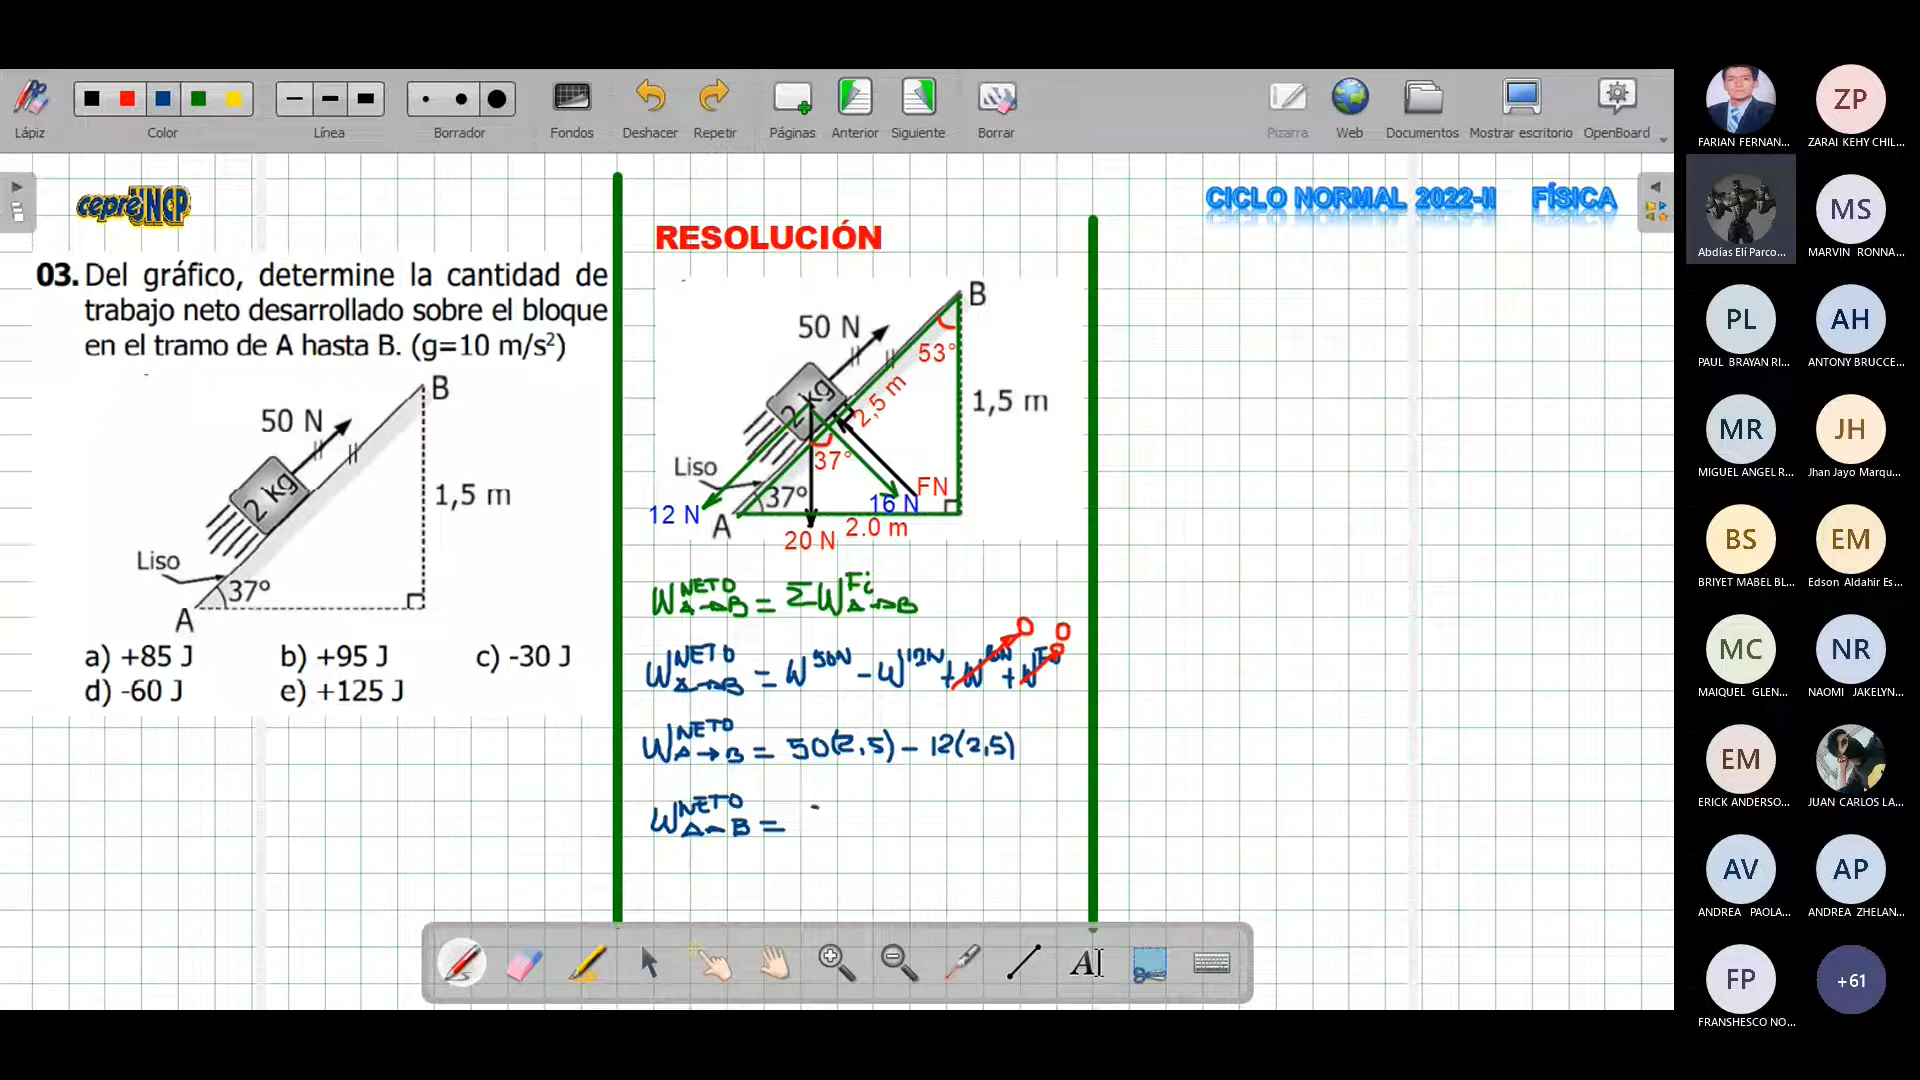 Lápiz
Color
Línea
Borrador
Fondos
Deshacer
Repetir
Páginas
Anterior
Siguiente
Borrar
Pizarra
Web
Documentos
Mostrar escritorio
OpenBoard
cepreUNCP
CICLO NORMAL 2022-II FÍSICA
03. Del gráfico, determine la cantidad de
trabajo neto desarrollado sobre el bloque
en el tramo de A hasta B. (g=10 m/s²)
B
50 N
2 kg
1,5 m
Liso
37°
A
a) +85 J b) +95 J c) -30 J
d) -60 J e) +125 J
RESOLUCIÓN
B
50 N
53°
2 kg
2,5 m
1,5 m
Liso
37°
37°
FN
16 N
12 N
A
2.0 m
20 N
W NETO A→B = ΣW Fi A→B
W NETO A→B = W 50N - W 12N + W + W 0 0
W NETO A→B = 50(2,5) - 12(2,5)
W NETO A→B =
AI
FARIAN FERNAN...
ZP
ZARAI KEHY CHIL...
Abdías Elí Parco...
MS
MARVIN RONNA...
PL
PAUL BRAYAN RI...
AH
ANTONY BRUCCE...
MR
MIGUEL ANGEL R...
JH
Jhan Jayo Marqu...
BS
BRIYET MABEL BL...
EM
Edson Aldahir Es...
MC
MAIQUEL GLEN...
NR
NAOMI JAKELYN...
EM
ERICK ANDERSO...
JUAN CARLOS LA...
AV
ANDREA PAOLA...
AP
ANDREA ZHELAN...
FP
FRANSHESCO NO...
+61